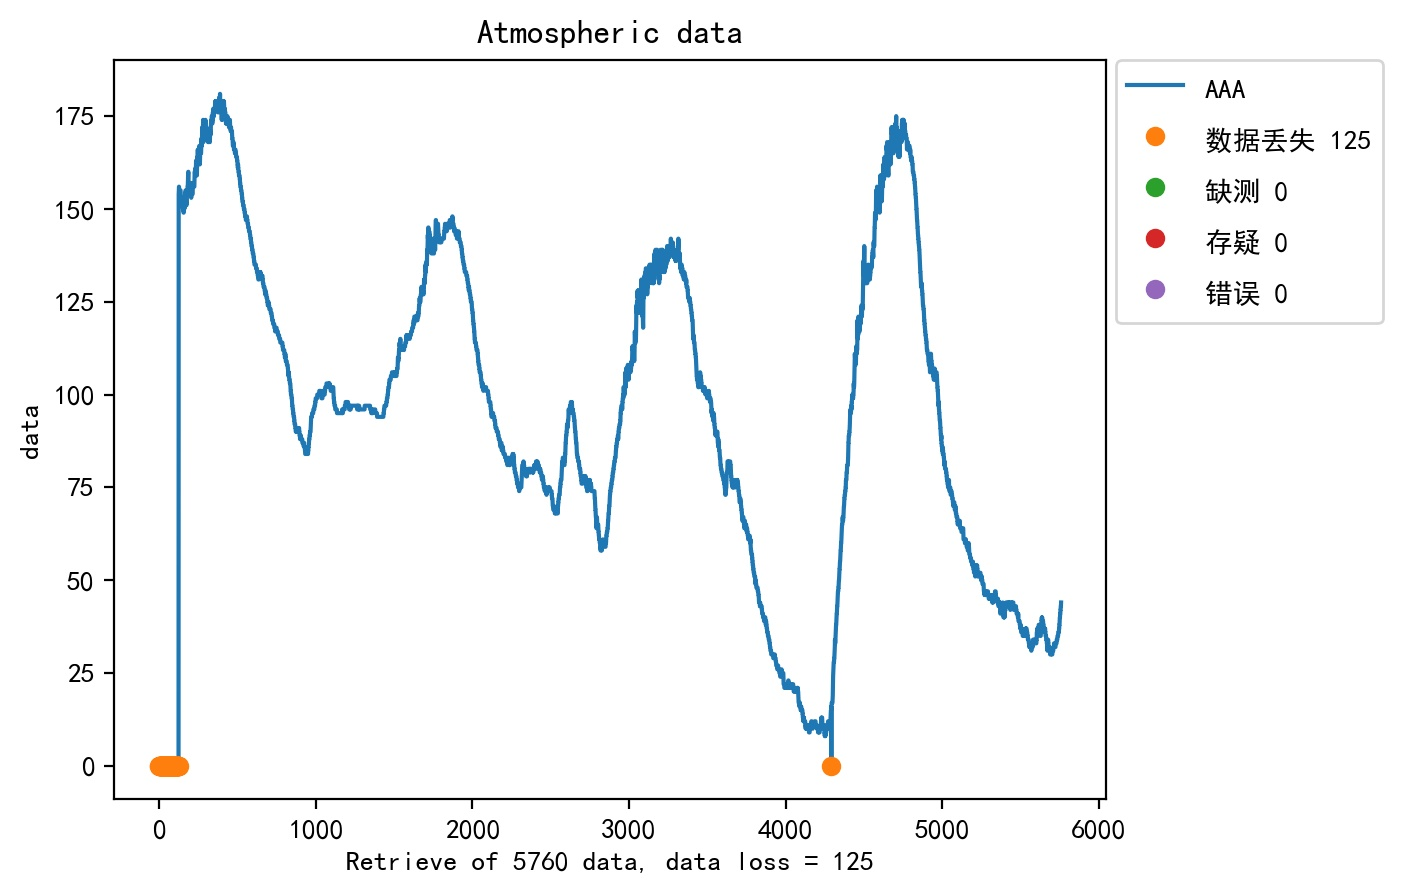 Atmospheric data
AAA
数据丢失 125
缺测 0
存疑 0
错误 0
175
150
125
100
75
50
25
0
data
0 1000 2000 3000 4000 5000 6000
Retrieve of 5760 data, data loss = 125